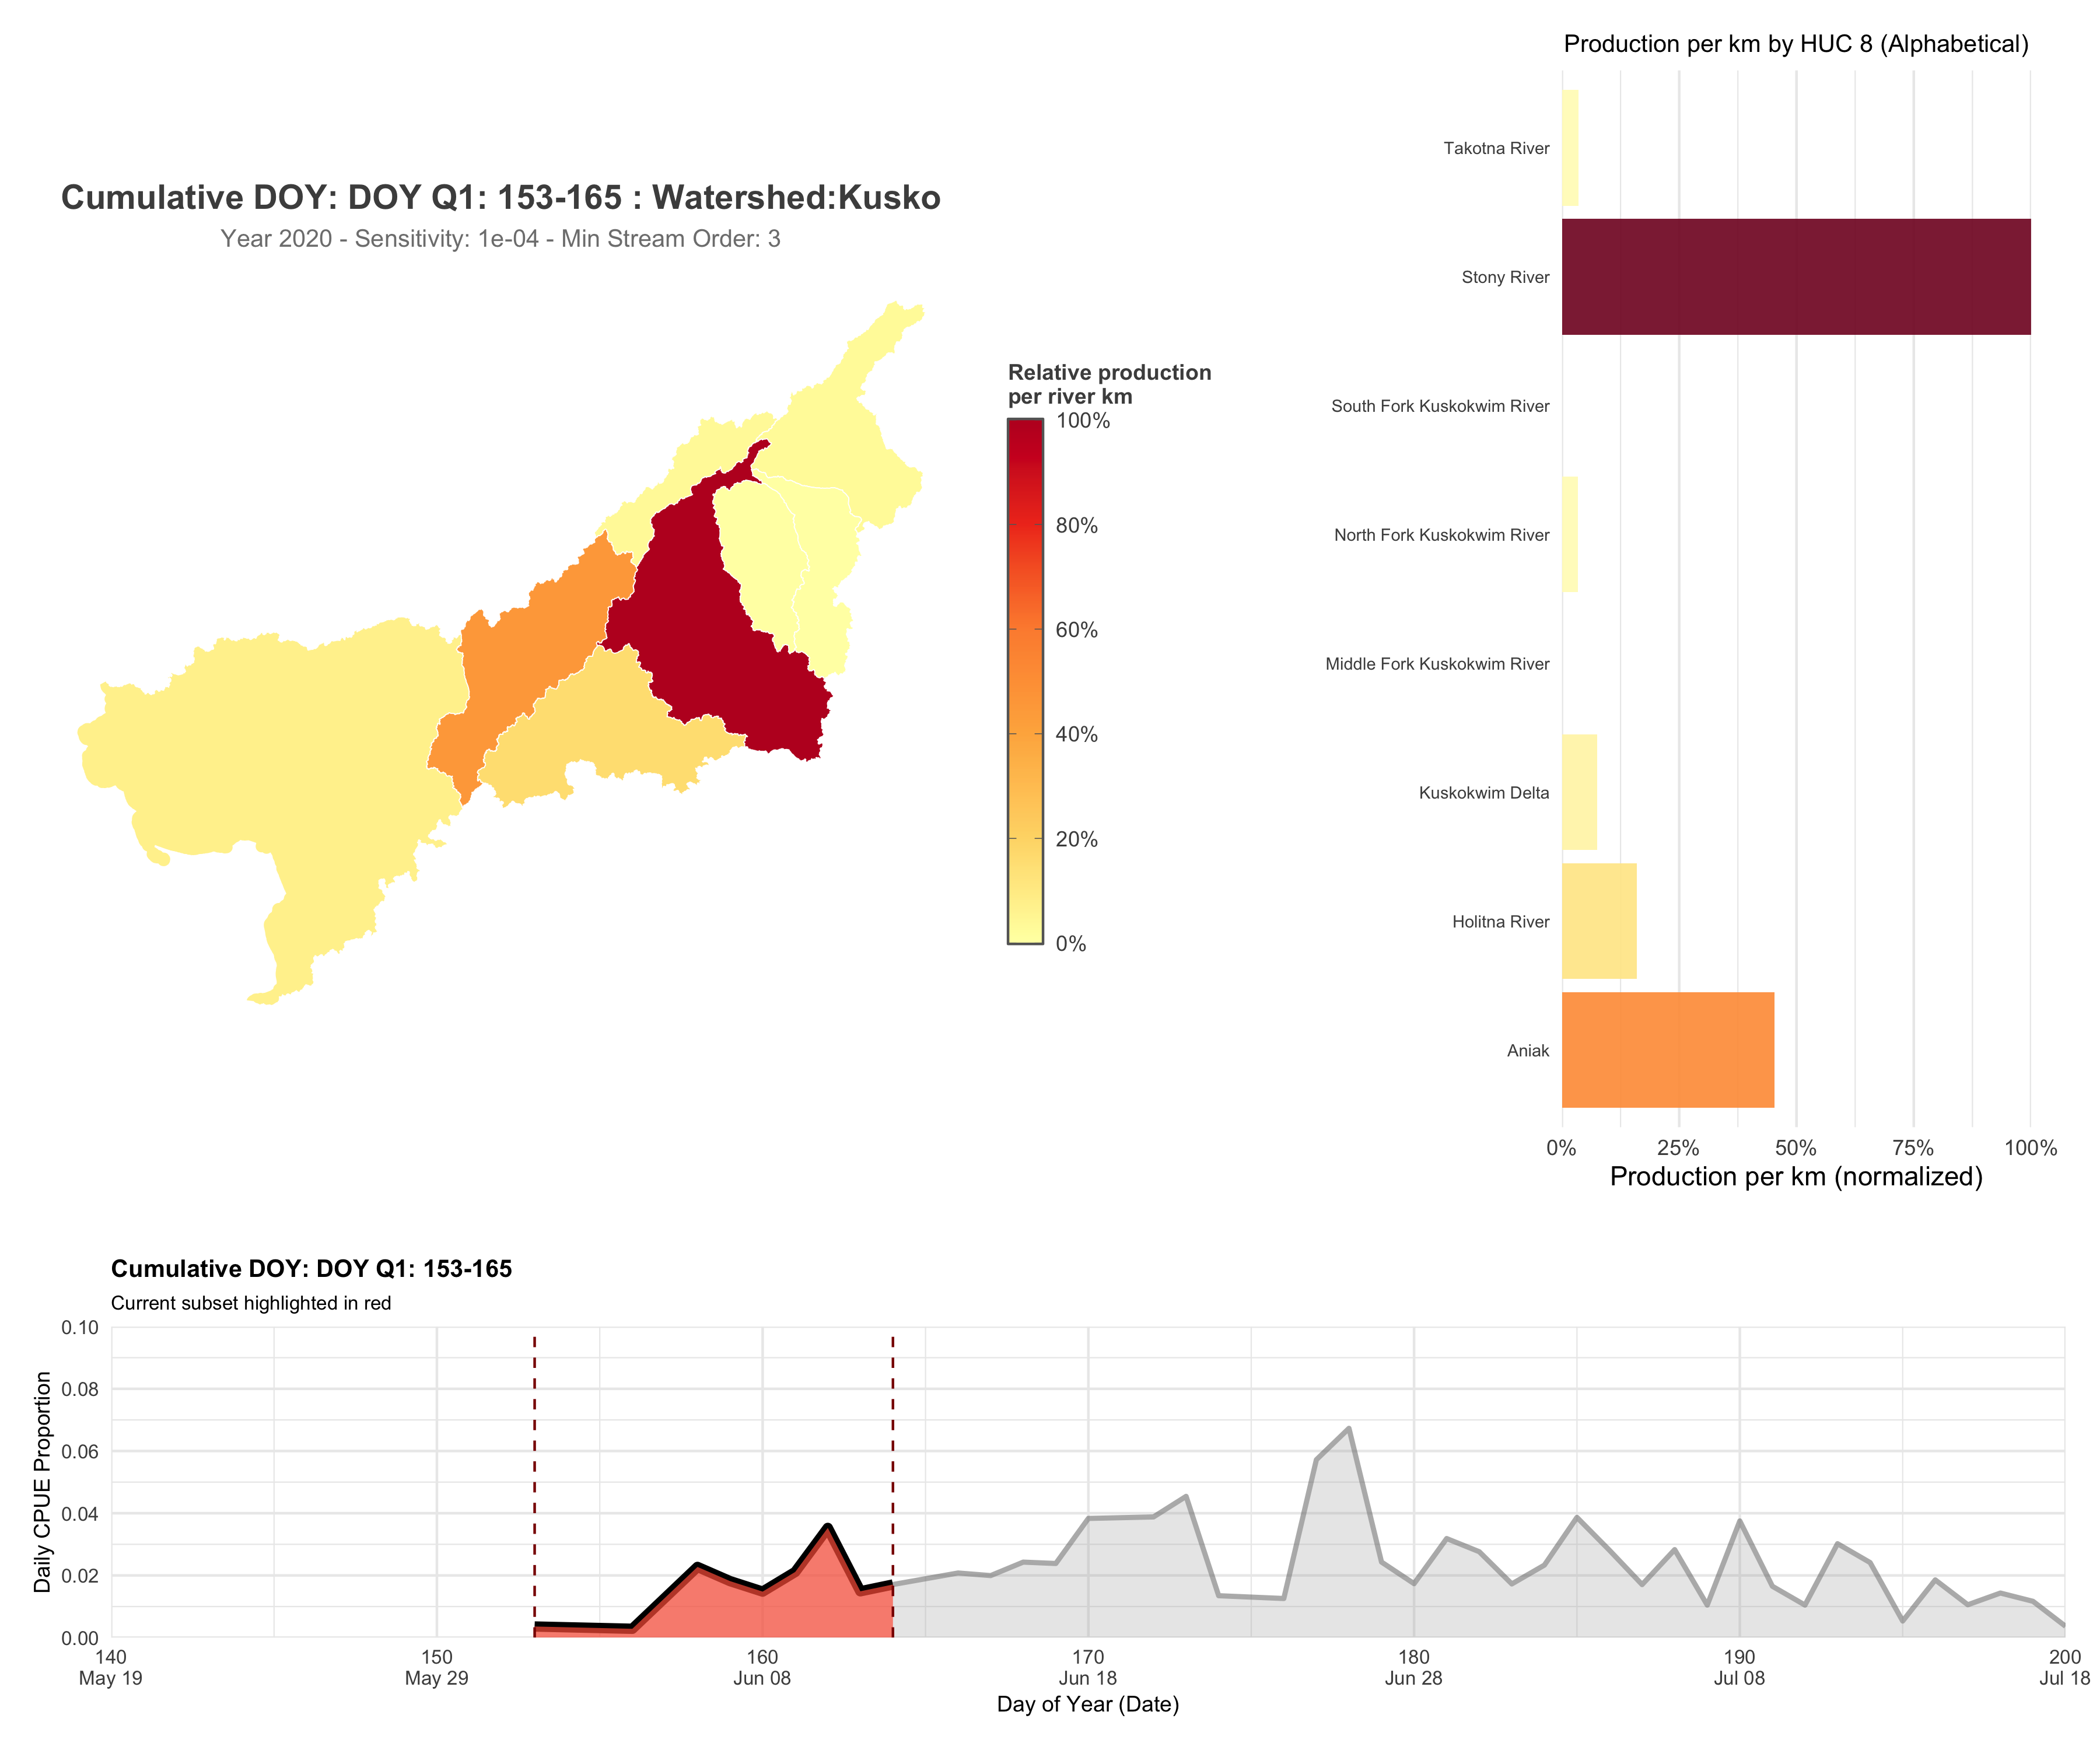 Production per km by HUC 8 (Alphabetical)
Takotna River
Stony River
South Fork Kuskokwim River
North Fork Kuskokwim River
Middle Fork Kuskokwim River
Kuskokwim Delta
Holitna River
Aniak
0% 25% 50% 75% 100%
Production per km (normalized)
Cumulative DOY: DOY Q1: 153-165 : Watershed:Kusko
Year 2020 - Sensitivity: 1e-04 - Min Stream Order: 3
Relative production
per river km
100%
80%
60%
40%
20%
0%
Cumulative DOY: DOY Q1: 153-165
Current subset highlighted in red
Daily CPUE Proportion
0.10
0.08
0.06
0.04
0.02
0.00
140 150 160 170 180 190 200
May 19 May 29 Jun 08 Jun 18 Jun 28 Jul 08 Jul 18
Day of Year (Date)